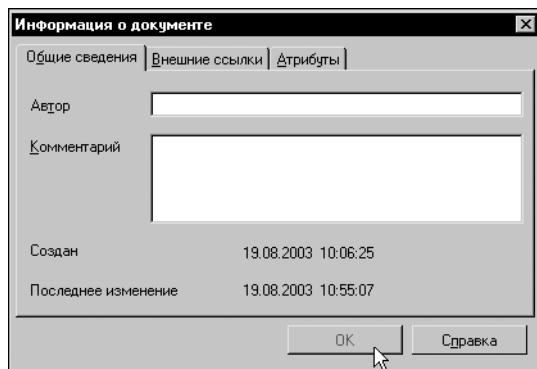 Информация о документе
Общие сведения Внешние ссылки Атрибуты
Автор
Комментарий
Создан 19.08.2003 10:06:25
Последнее изменение 19.08.2003 10:55:07
OK Справка